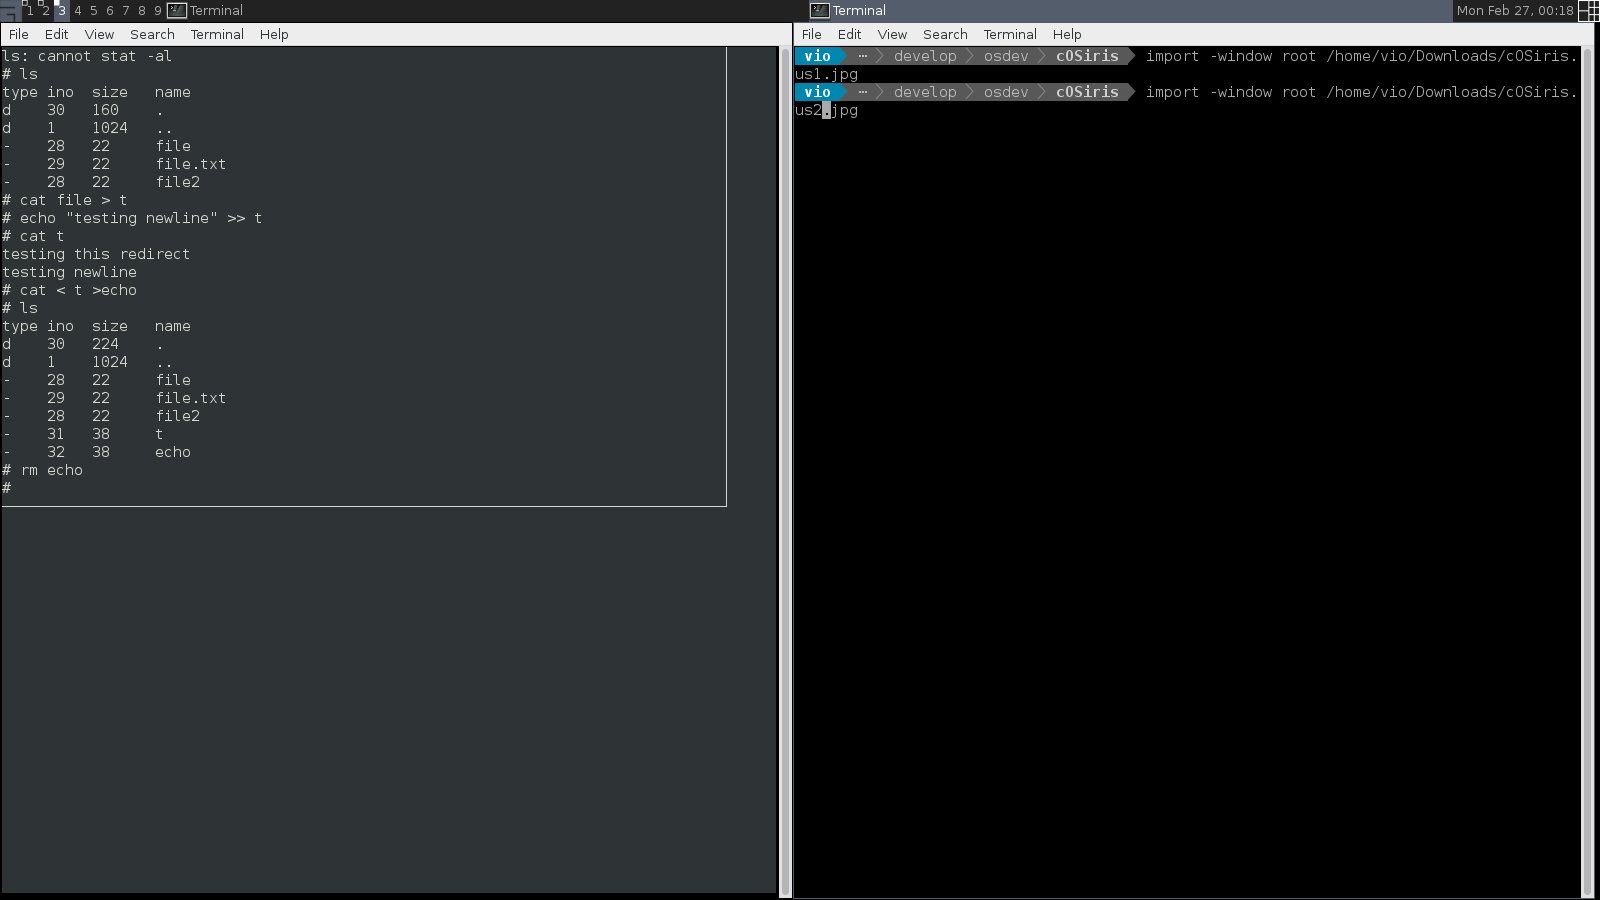 1 2 3 4 5 6 7 8 9 Terminal
Terminal
Mon Feb 27, 00:18
File Edit View Search Terminal Help
ls: cannot stat -al
# ls
type ino  size   name
d    30   160    .
d    1    1024   ..
-    28   22     file
-    29   22     file.txt
-    28   22     file2
# cat file > t
# echo "testing newline" >> t
# cat t
testing this redirect
testing newline
# cat < t >echo
# ls
type ino  size   name
d    30   224    .
d    1    1024   ..
-    28   22     file
-    29   22     file.txt
-    28   22     file2
-    31   38     t
-    32   38     echo
# rm echo
#
File Edit View Search Terminal Help
vio ⋯ develop osdev cOSiris import -window root /home/vio/Downloads/cOSiris.
us1.jpg
vio ⋯ develop osdev cOSiris import -window root /home/vio/Downloads/cOSiris.
us2.jpg